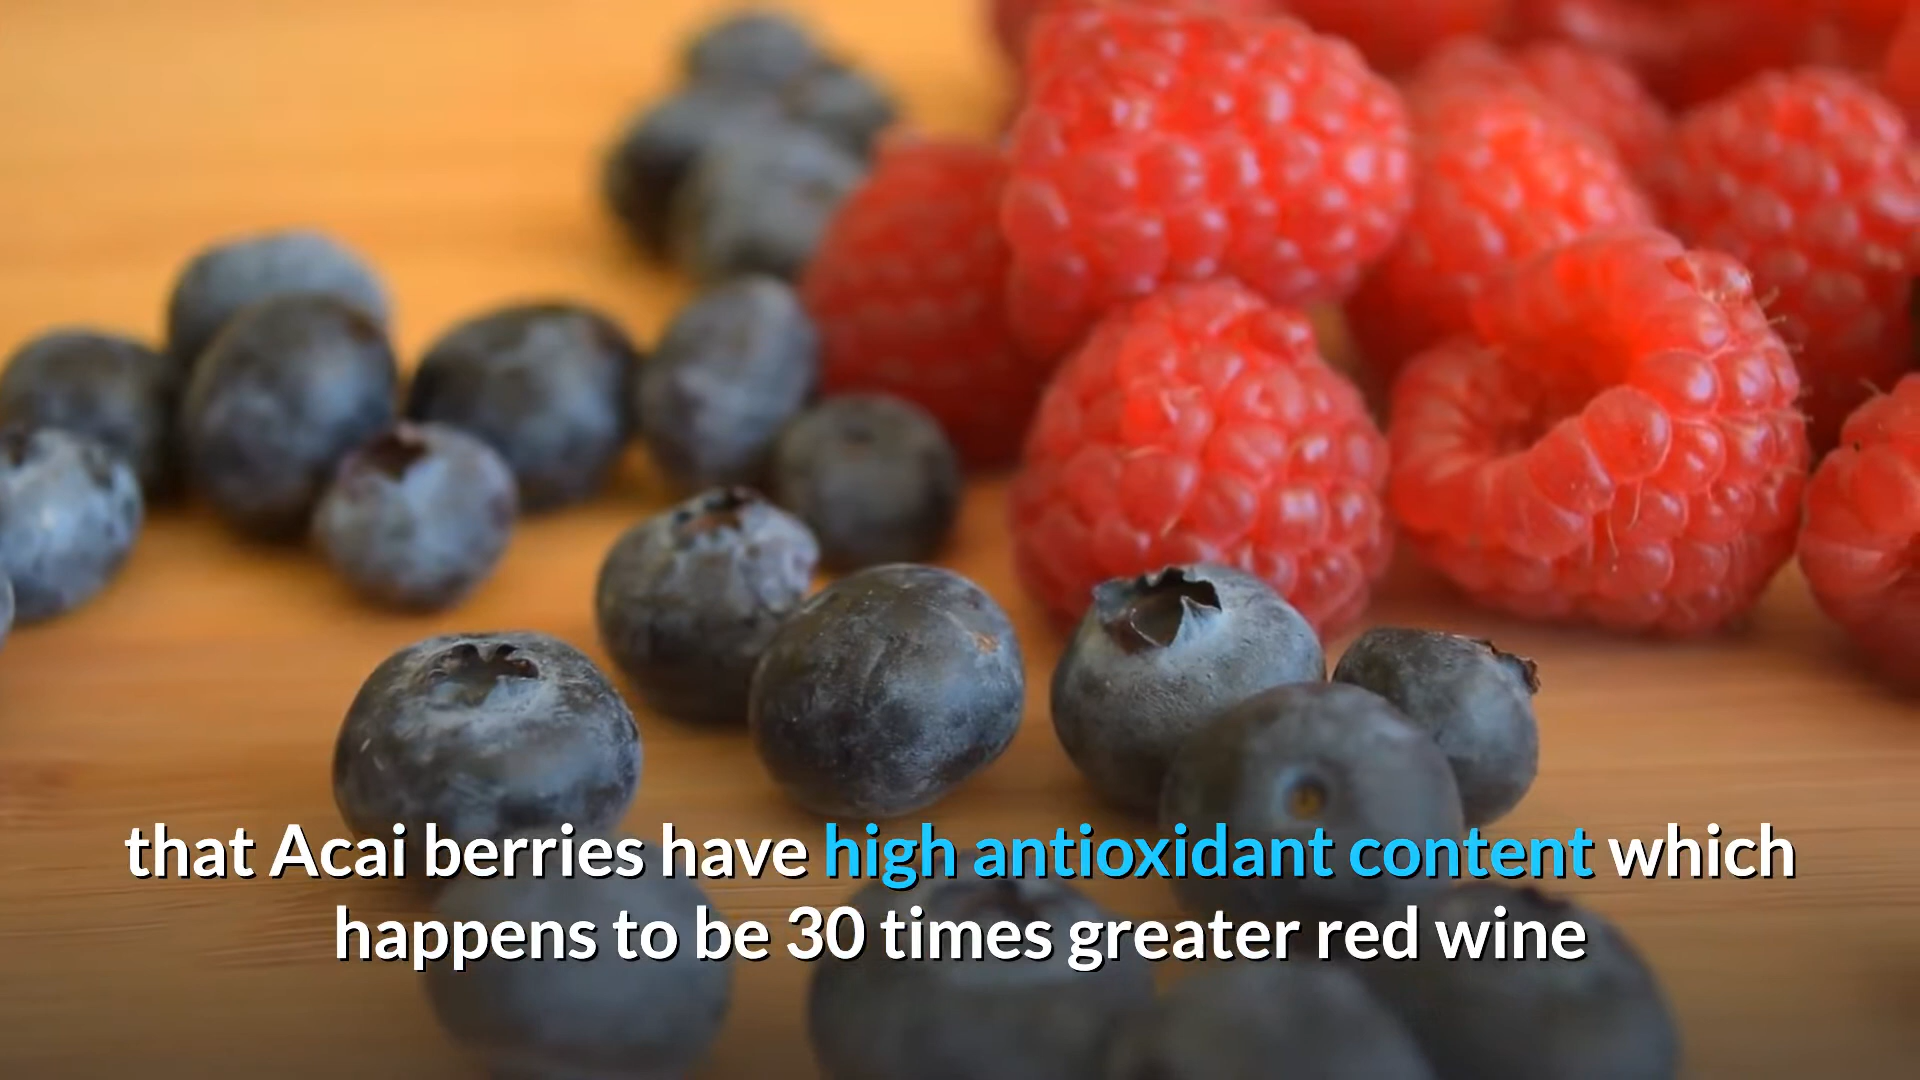 that Acai berries have high antioxidant content which
happens to be 30 times greater red wine